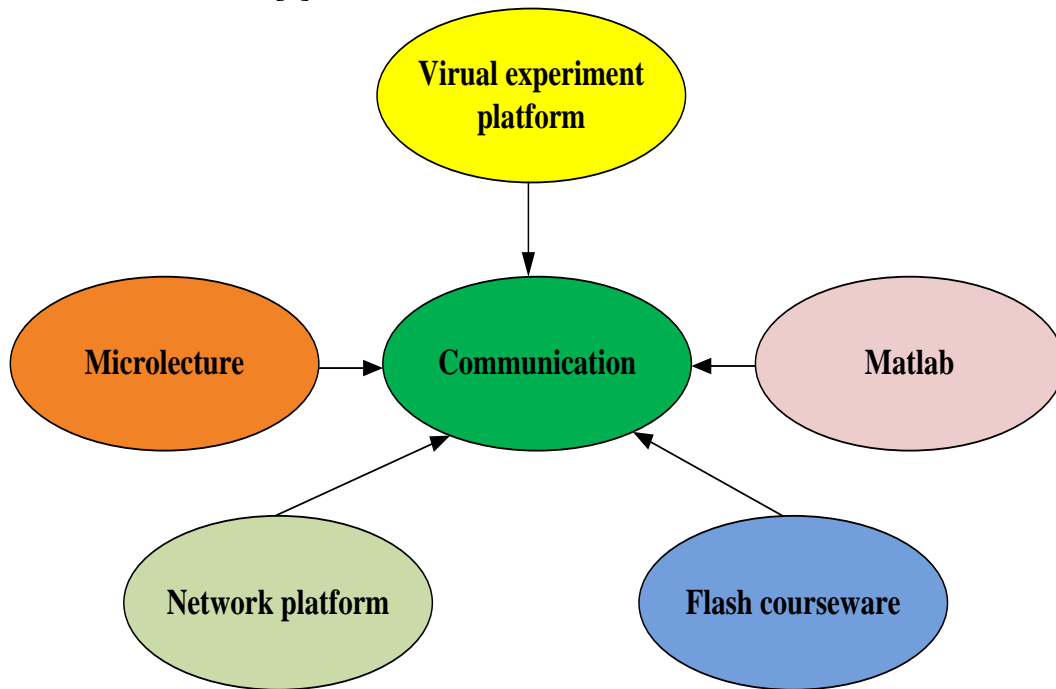 Virual experiment
platform
Microlecture
Communication
Matlab
Network platform
Flash courseware